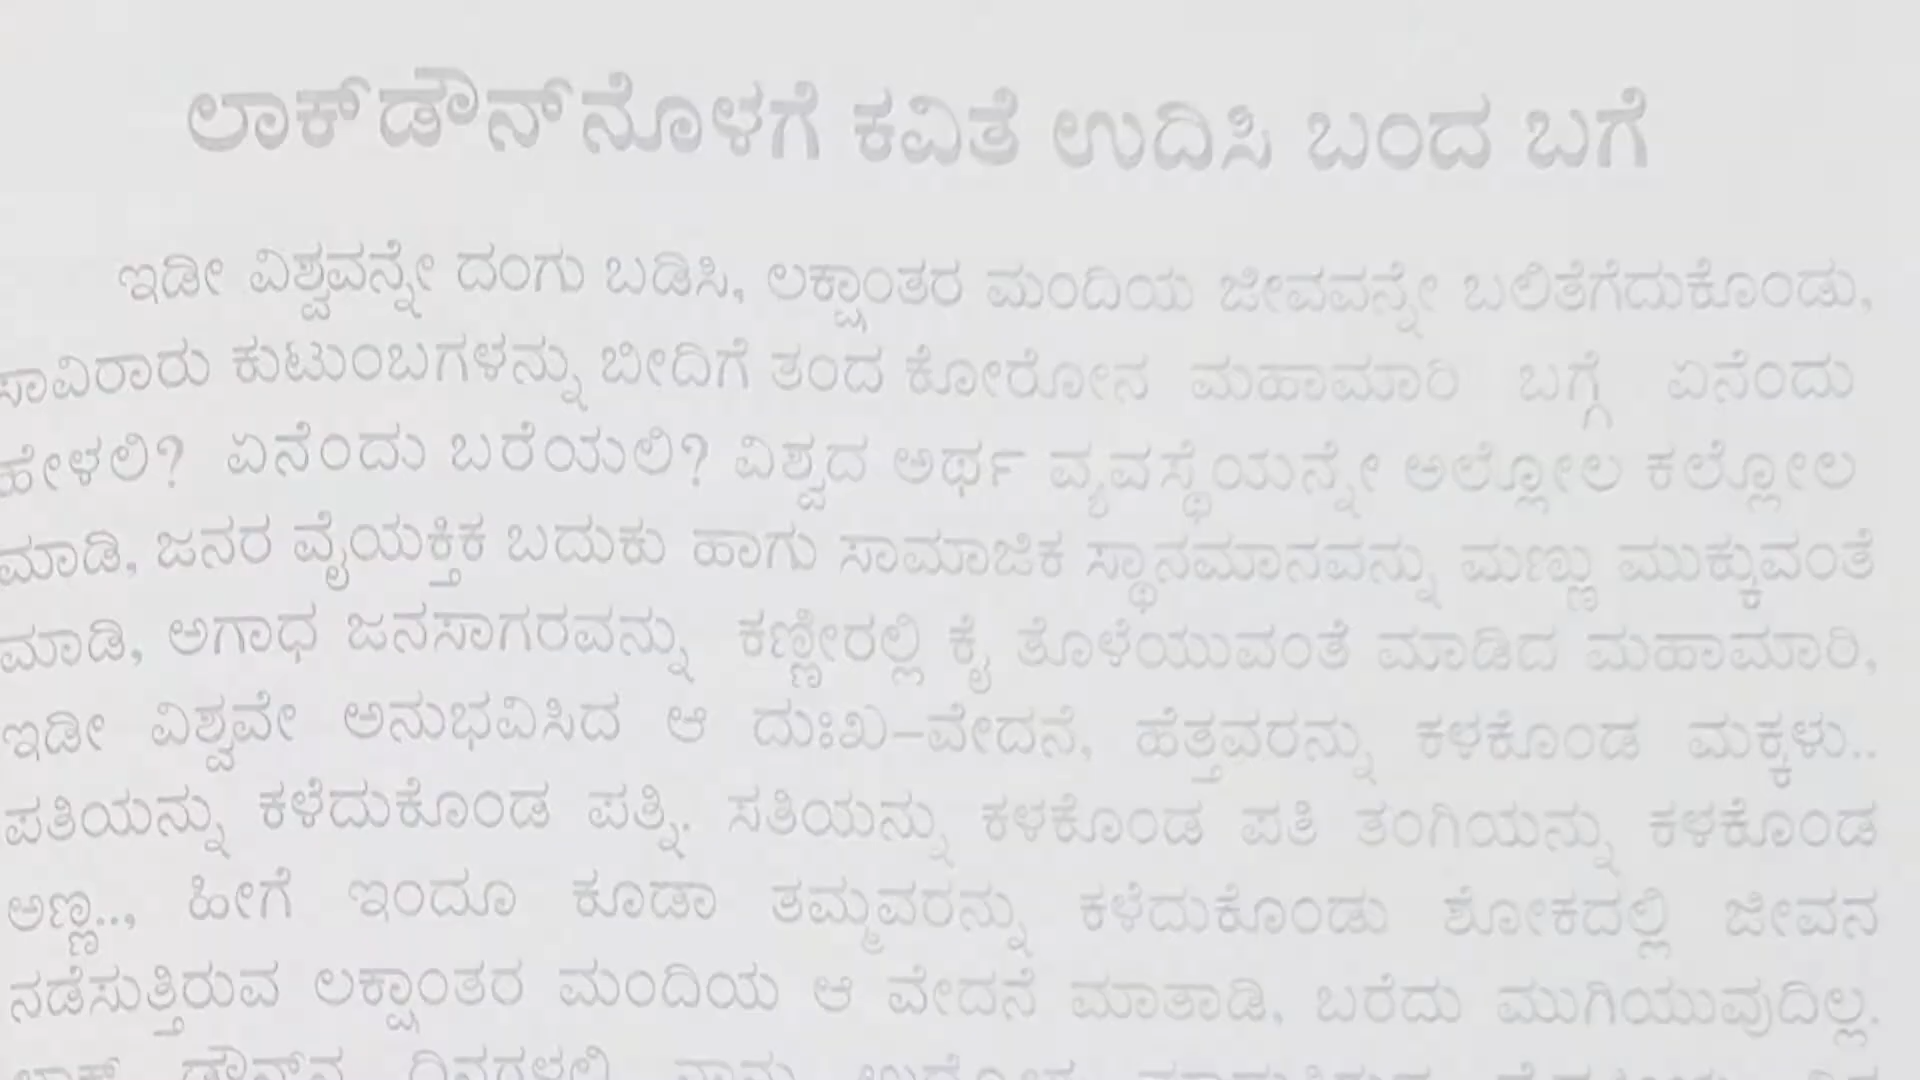 ಲಾಕ್‌ಡೌನ್‌ನೊಳಗೆ ಕವಿತೆ ಉದಿಸಿ ಬಂದ ಬಗೆ
ಇಡೀ ವಿಶ್ವವನ್ನೇ ದಂಗು ಬಡಿಸಿ, ಲಕ್ಷಾಂತರ ಮಂದಿಯ ಜೀವವನ್ನೇ ಬಲಿತೆಗೆದುಕೊಂಡು,
ಸಾವಿರಾರು ಕುಟುಂಬಗಳನ್ನು ಬೀದಿಗೆ ತಂದ ಕೋರೋನ ಮಹಾಮಾರಿ ಬಗ್ಗೆ ಏನೆಂದು
ಹೇಳಲಿ? ಏನೆಂದು ಬರೆಯಲಿ? ವಿಶ್ವದ ಅರ್ಥ ವ್ಯವಸ್ಥೆಯನ್ನೇ ಅಲ್ಲೋಲ ಕಲ್ಲೋಲ
ಮಾಡಿ, ಜನರ ವೈಯಕ್ತಿಕ ಬದುಕು ಹಾಗು ಸಾಮಾಜಿಕ ಸ್ಥಾನಮಾನವನ್ನು ಮಣ್ಣು ಮುಕ್ಕುವಂತೆ
ಮಾಡಿ, ಅಗಾಧ ಜನಸಾಗರವನ್ನು ಕಣ್ಣೀರಲ್ಲಿ ಕೈ ತೊಳೆಯುವಂತೆ ಮಾಡಿದ ಮಹಾಮಾರಿ,
ಇಡೀ ವಿಶ್ವವೇ ಅನುಭವಿಸಿದ ಆ ದುಃಖ–ವೇದನೆ, ಹೆತ್ತವರನ್ನು ಕಳಕೊಂಡ ಮಕ್ಕಳು..
ಪತಿಯನ್ನು ಕಳೆದುಕೊಂಡ ಪತ್ನಿ. ಸತಿಯನ್ನು ಕಳಕೊಂಡ ಪತಿ ತಂಗಿಯನ್ನು ಕಳಕೊಂಡ
ಅಣ್ಣ.., ಹೀಗೆ ಇಂದೂ ಕೂಡಾ ತಮ್ಮವರನ್ನು ಕಳೆದುಕೊಂಡು ಶೋಕದಲ್ಲಿ ಜೀವನ
ನಡೆಸುತ್ತಿರುವ ಲಕ್ಷಾಂತರ ಮಂದಿಯ ಆ ವೇದನೆ ಮಾತಾಡಿ, ಬರೆದು ಮುಗಿಯುವುದಿಲ್ಲ.
ಲಾಕ್ ಡೌನ್‌ನ ದಿನಗಳಲ್ಲಿ ನಾನು